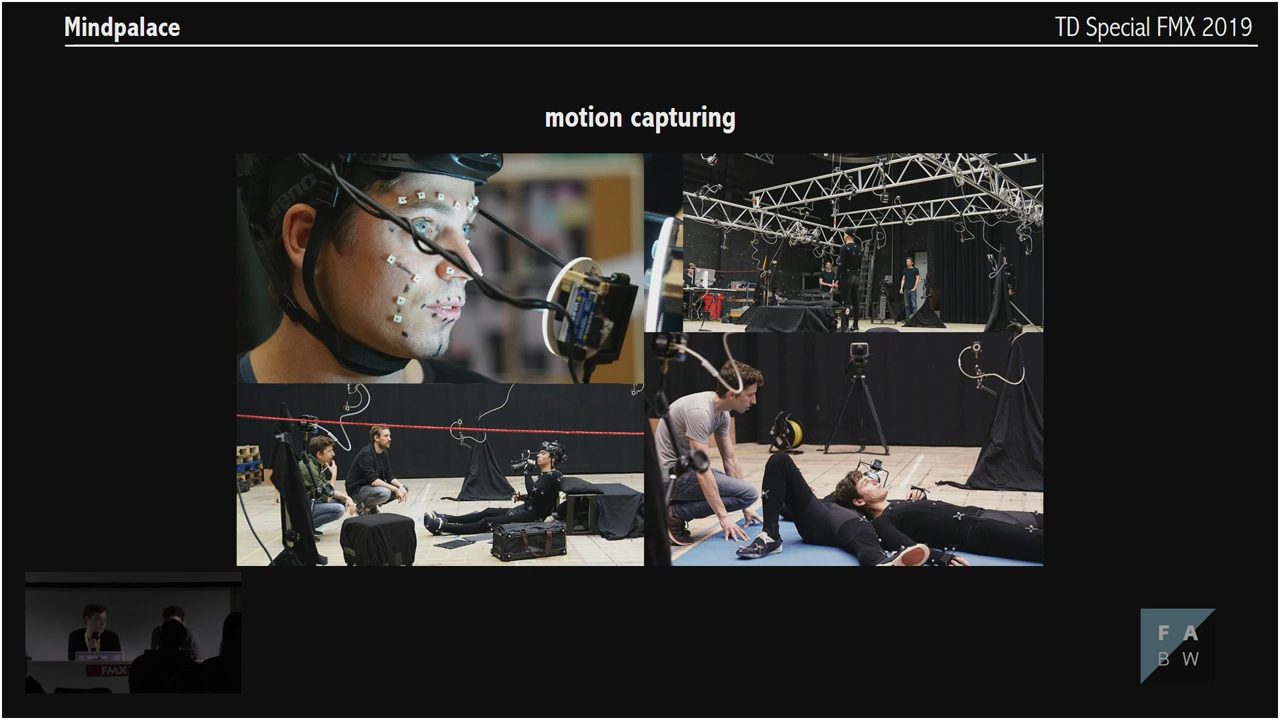 Mindpalace
TD Special FMX 2019
motion capturing
FMX
F A
B W